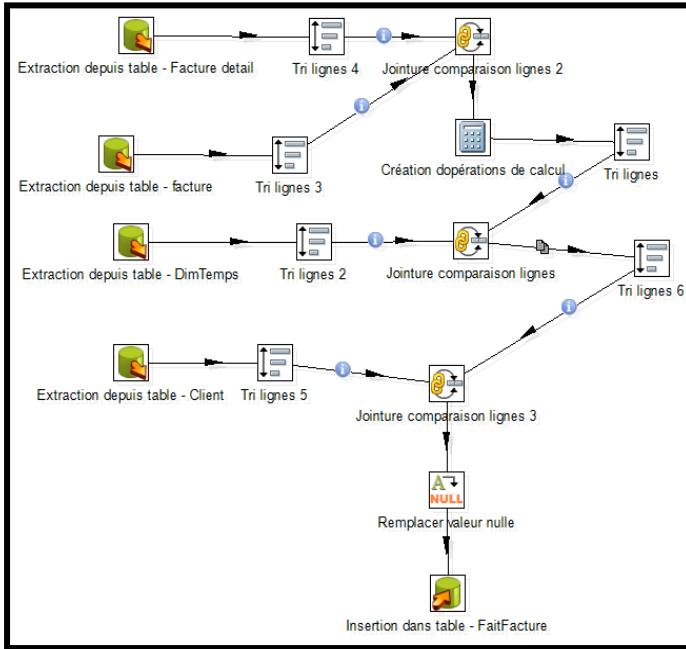 Extraction depuis table - Facture detail
Tri lignes 4
Jointure comparaison lignes 2
Extraction depuis table - facture
Tri lignes 3
Création dopérations de calcul
Tri lignes
Extraction depuis table - DimTemps
Tri lignes 2
Jointure comparaison lignes
Tri lignes 6
Extraction depuis table - Client
Tri lignes 5
Jointure comparaison lignes 3
A
NULL
Remplacer valeur nulle
Insertion dans table - FaitFacture